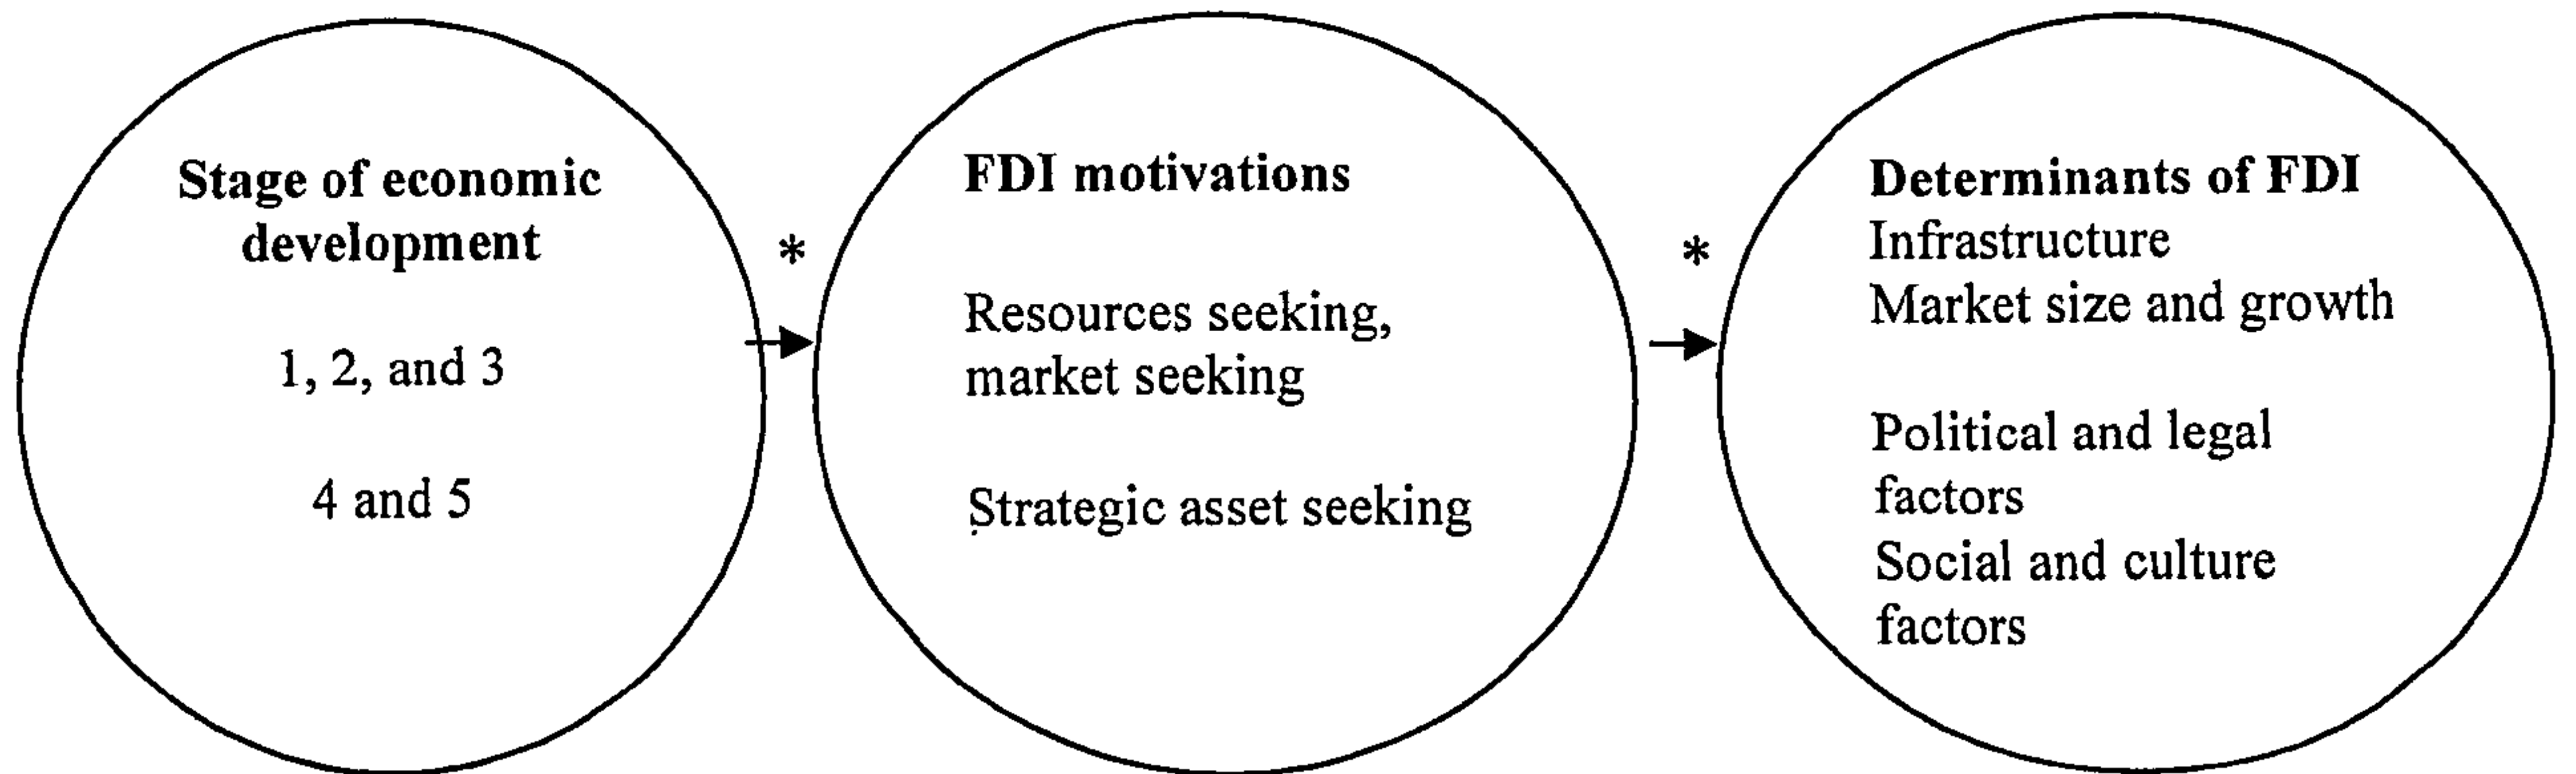 Stage of economic
development
1, 2, and 3
4 and 5
*
FDI motivations
Resources seeking,
market seeking
Strategic asset seeking
*
Determinants of FDI
Infrastructure
Market size and growth
Political and legal
factors
Social and culture
factors